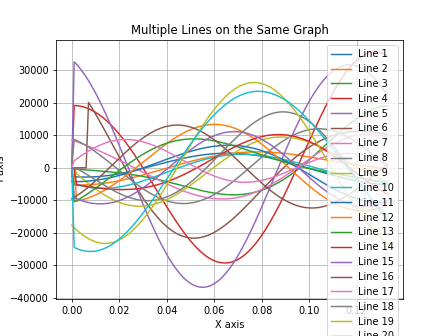 Multiple Lines on the Same Graph
30000
20000
10000
0
−10000
−20000
−30000
−40000
0.00
0.02
0.04
0.06
0.08
0.10
X axis
Line 1
Line 2
Line 3
Line 4
Line 5
Line 6
Line 7
Line 8
Line 9
Line 10
Line 11
Line 12
Line 13
Line 14
Line 15
Line 16
Line 17
Line 18
Line 19
Line 20